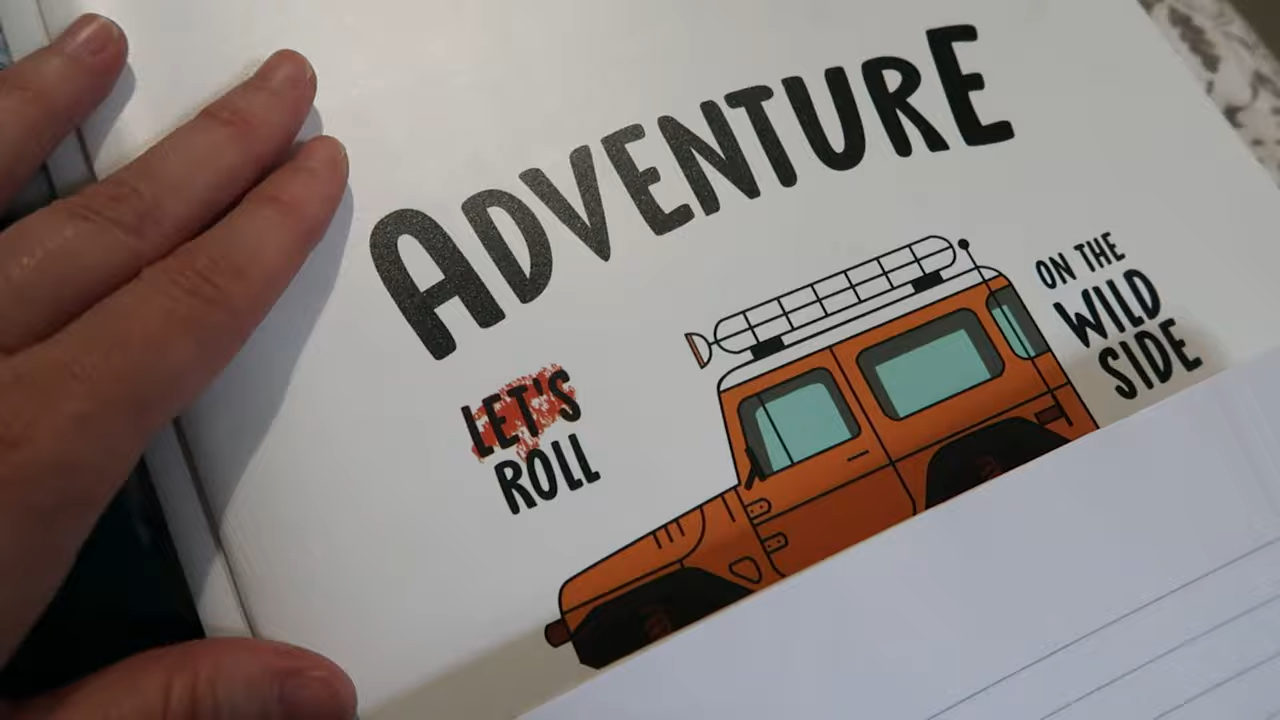 ADVENTURE
LET'S
ROLL
ON THE
WILD
SIDE